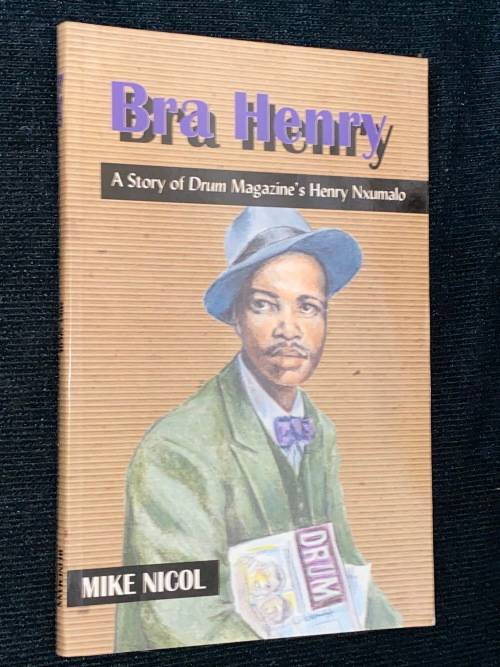 Bra Henry
A Story of Drum Magazine's Henry Nxumalo
DRUM
MIKE NICOL